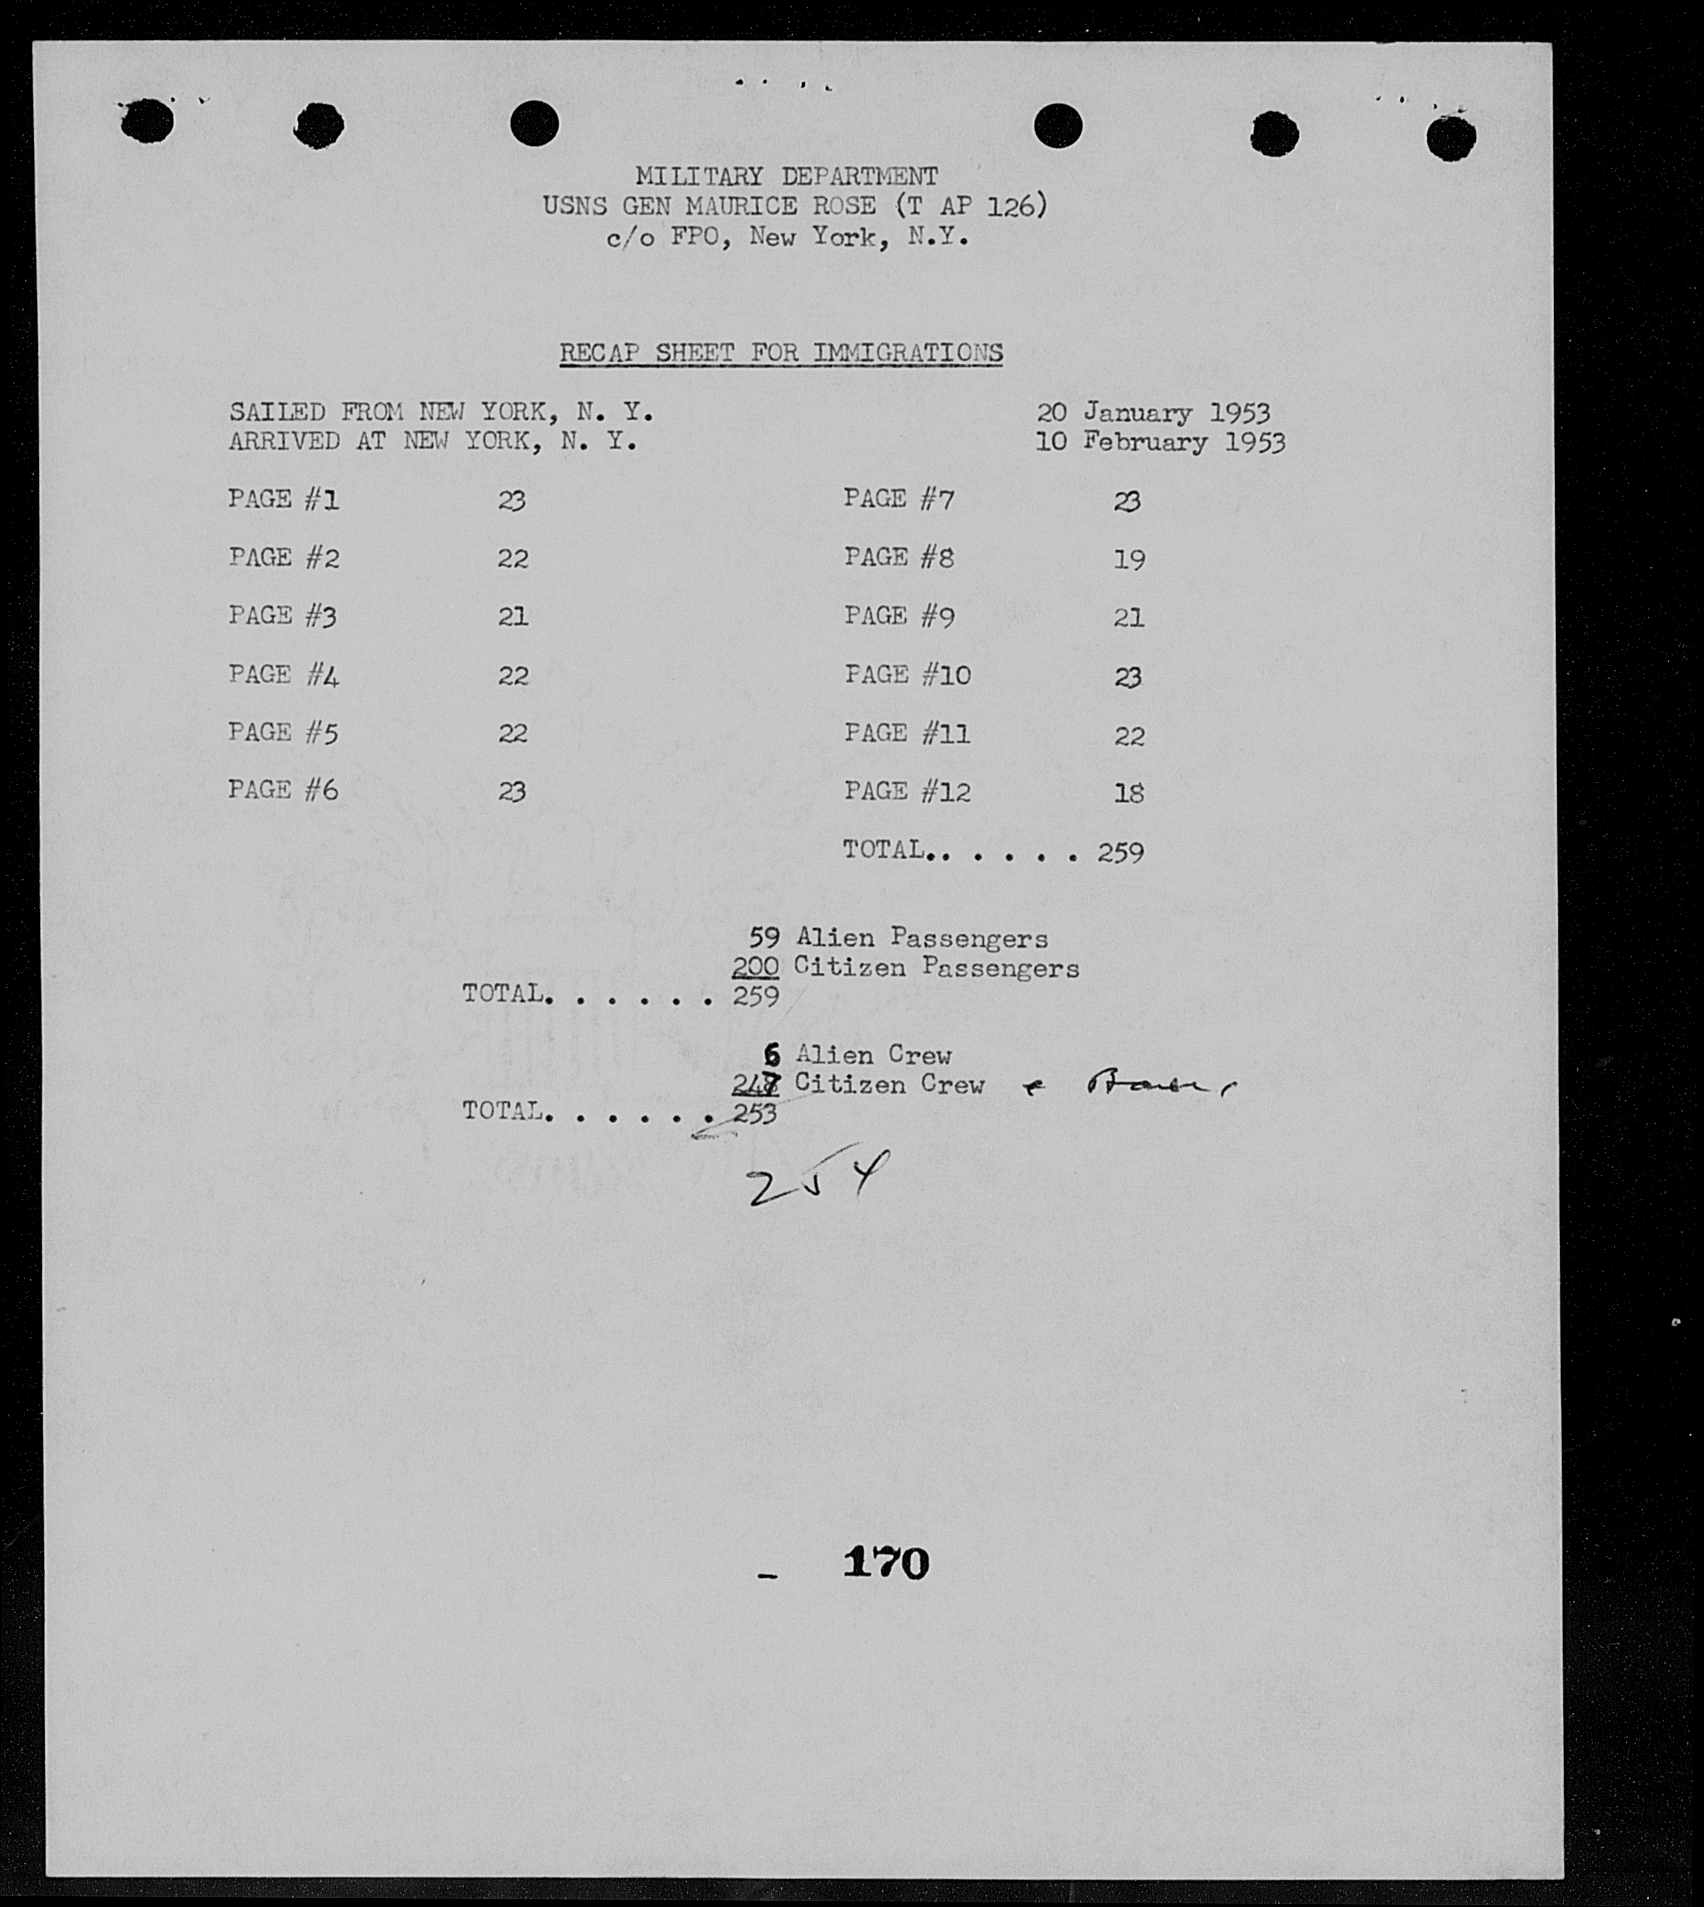 MILITARY DEPARTMENT
USNS GEN MAURICE ROSE (T AP 126)
c/o FPO, New York, N.Y.
RECAP SHEET FOR IMMIGRATIONS
SAILED FROM NEW YORK, N. Y. 20 January 1953
ARRIVED AT NEW YORK, N. Y. 10 February 1953
PAGE #1 23 PAGE #7 23
PAGE #2 22 PAGE #8 19
PAGE #3 21 PAGE #9 21
PAGE #4 22 PAGE #10 23
PAGE #5 22 PAGE #11 22
PAGE #6 23 PAGE #12 18
TOTAL. . . . . . 259
59 Alien Passengers
200 Citizen Passengers
TOTAL. . . . . . 259
6 Alien Crew
Citizen Crew
TOTAL. . . . . . 253
254
170